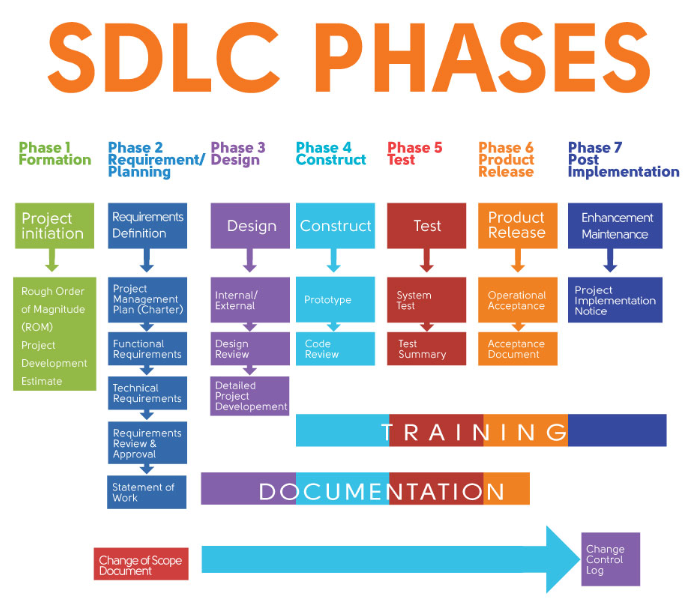 SDLC PHASES
Phase 1
Formation
Phase 2
Requirement/
Planning
Phase 3
Design
Phase 4
Construct
Phase 5
Test
Phase 6
Product
Release
Phase 7
Post
Implementation
Project
initiation
Requirements
Definition
Design
Construct
Test
Product
Release
Enhancement
Maintenance
Rough Order
of Magnitude
(ROM)
Project
Development
Estimate
Project
Management
Plan (Charter)
Functional
Requirements
Technical
Requirements
Requirements
Review &
Approval
Statement of
Work
Internal/
External
Design
Review
Detailed
Project
Developement
Prototype
Code
Review
System
Test
Test
Summary
Operational
Acceptance
Acceptance
Document
Project
Implementation
Notice
TRAINING
DOCUMENTATION
Change of Scope
Document
Change
Control
Log